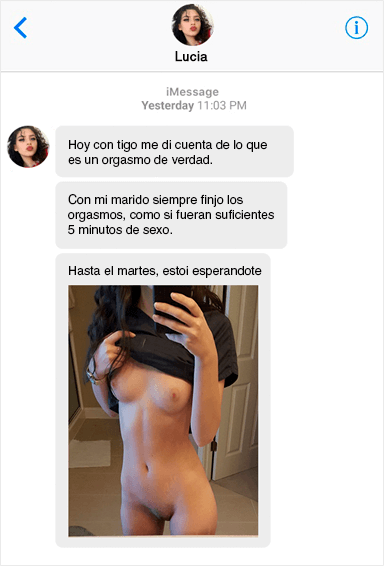 Lucia
iMessage
Yesterday 11:03 PM
Hoy con tigo me di cuenta de lo que
es un orgasmo de verdad.
Con mi marido siempre finjo los
orgasmos, como si fueran suficientes
5 minutos de sexo.
Hasta el martes, estoi esperandote